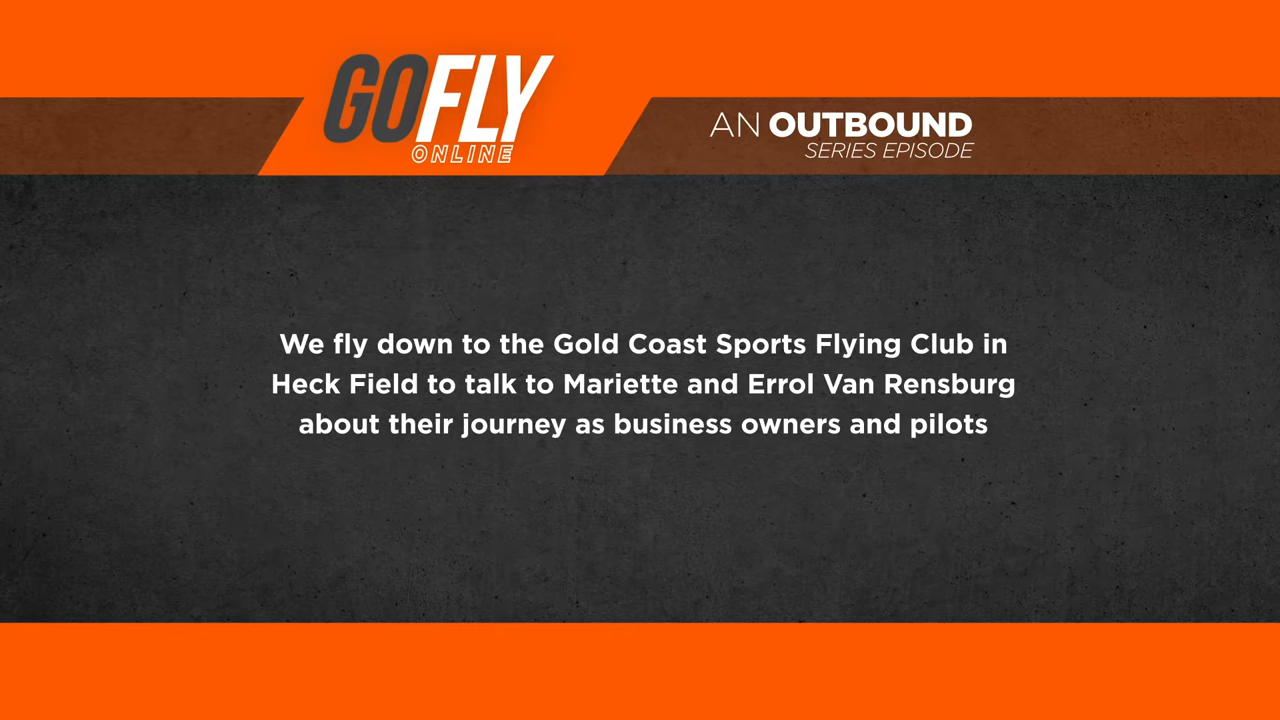 GOFLY
ONLINE
AN OUTBOUND
SERIES EPISODE
We fly down to the Gold Coast Sports Flying Club in
Heck Field to talk to Mariette and Errol Van Rensburg
about their journey as business owners and pilots